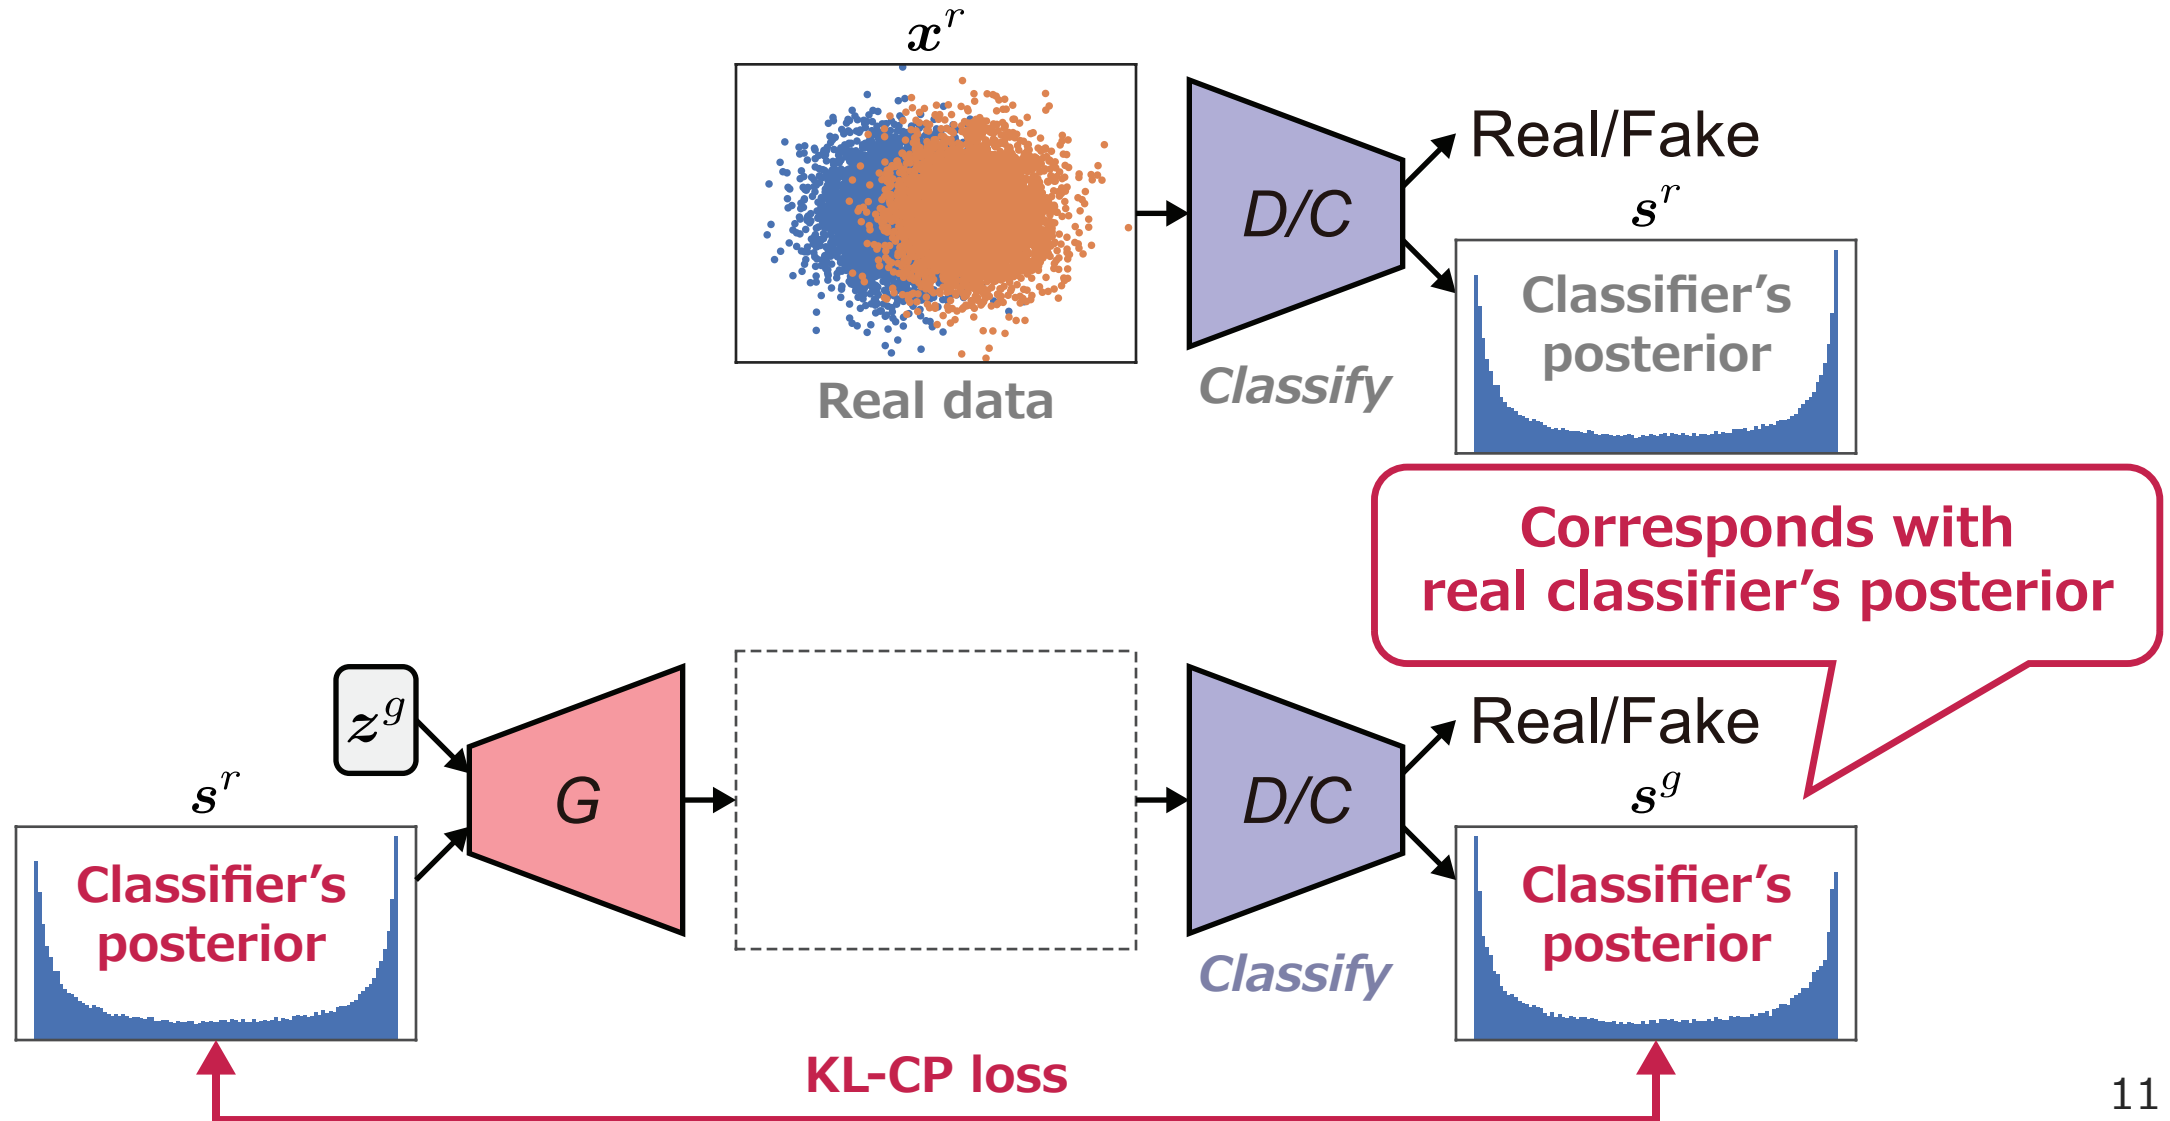 x^r
Real data
D/C
Classify
Real/Fake
s^r
Classifier's
posterior
Corresponds with
real classifier's posterior
z^g
s^r
Classifier's
posterior
G
D/C
Classify
Real/Fake
s^g
Classifier's
posterior
KL-CP loss
11